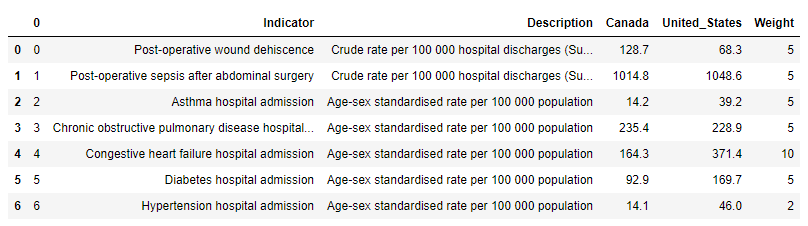 0 Indicator Description Canada United_States Weight
0 0 Post-operative wound dehiscence Crude rate per 100 000 hospital discharges (Su... 128.7 68.3 5
1 1 Post-operative sepsis after abdominal surgery Crude rate per 100 000 hospital discharges (Su... 1014.8 1048.6 5
2 2 Asthma hospital admission Age-sex standardised rate per 100 000 population 14.2 39.2 5
3 3 Chronic obstructive pulmonary disease hospital... Age-sex standardised rate per 100 000 population 235.4 228.9 5
4 4 Congestive heart failure hospital admission Age-sex standardised rate per 100 000 population 164.3 371.4 10
5 5 Diabetes hospital admission Age-sex standardised rate per 100 000 population 92.9 169.7 5
6 6 Hypertension hospital admission Age-sex standardised rate per 100 000 population 14.1 46.0 2